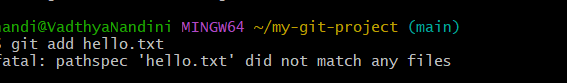 nandi@VadthyaNandini MINGW64 ~/my-git-project (main)
$ git add hello.txt
fatal: pathspec 'hello.txt' did not match any files